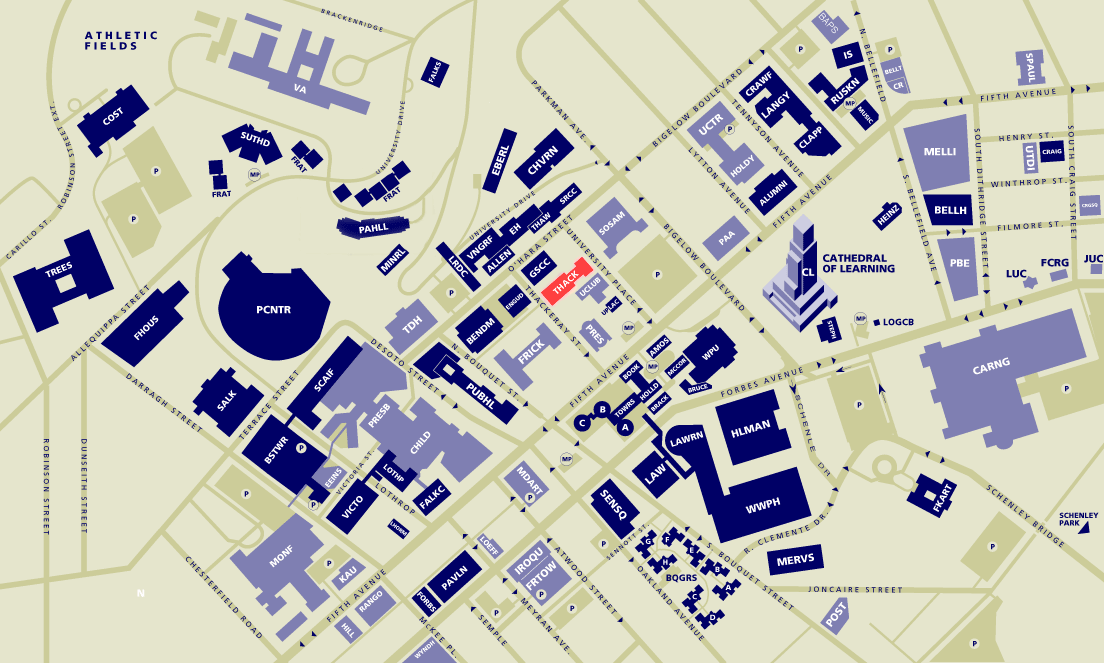 ATHLETIC
FIELDS
BRACKENRIDGE
VA
FALKS
COST
SUTHD
FRAT
FRAT
FRAT
MP
P
P
UNIVERSITY DRIVE
ROBINSON STREET EXT.
CARILLO ST.
PAHLL
MINRL
TREES
FHOUS
ALLEQUIPPA STREET
PCNTR
EBERL
CHVRN
PARKMAN AVE.
UNIVERSITY DRIVE
SRCC
THAW
EH
VNGRF
ALLEN
LRDC
O'HARA STREET
GSCC
THACK
UCLUB
UPLAC
ENGUD
BENDM
P
TDH
FRICK
PRES
THACKERAY ST.
UNIVERSITY PLACE
SOSAM
P
MP
BIGELOW BOULEVARD
BIGELOW BOULEVARD
BAPS
P
IS
P
N. BELLEFIELD
BELLT
CR
RUSKN
MP
MUSIC
CRAWF
LANGY
CLAPP
TENNYSON AVENUE
UCTR
P
HOLDY
LYTTON AVENUE
ALUMNI
FIFTH AVENUE
PAA
SPAUL
FIFTH AVENUE
MELLI
HENRY ST.
UTDI
CRAIG
WINTHROP ST.
SOUTH DITHRIDGE STREET
SOUTH CRAIG STREET
CRGSQ
BELLH
FILMORE ST.
PBE
S. BELLEFIELD AVE
HEINZ
CL
CATHEDRAL
OF LEARNING
STEPH
MP
LOGCB
LUC
FCRG
JUC
CARNG
P
P
FORBES AVENUE
SCHENLEY DR.
WPU
AMOS
MCCOR
MP
BOOK
HOLLD
BRUCE
BRACK
TOWRS
A
B
C
FIFTH AVENUE
DESOTO STREET
N. BOUQUET ST.
PUBHL
SCAIF
PRESB
CHILD
SALK
DARRAGH STREET
TERRACE STREET
BSTWR
P
EEINS
VICTORIA ST.
LOTHP
LOTHROP
FALKC
VICTO
LHOWN
P
P
ROBINSON STREET
DUNSEITH STREET
MONF
P
KAU
RANGO
HILL
CHESTERFIELD ROAD
FIFTH AVENUE
FORBS
PAVLN
LOEFF
MDART
P
MP
IROQU
FRTOW
P
P
P
ATWOOD STREET
MEYRAN AVE.
SEMPLE
MCKEE PL.
WYNDH
SENSQ
SENNOTT ST.
P
BQGRS
A
B
C
D
E
F
G
H
OAKLAND AVENUE
S. BOUQUET STREET
R. CLEMENTE DR.
LAWRN
LAW
HLMAN
WWPH
MERVS
JONCAIRE STREET
POST
P
P
FKART
SCHENLEY BRIDGE
SCHENLEY
PARK
N